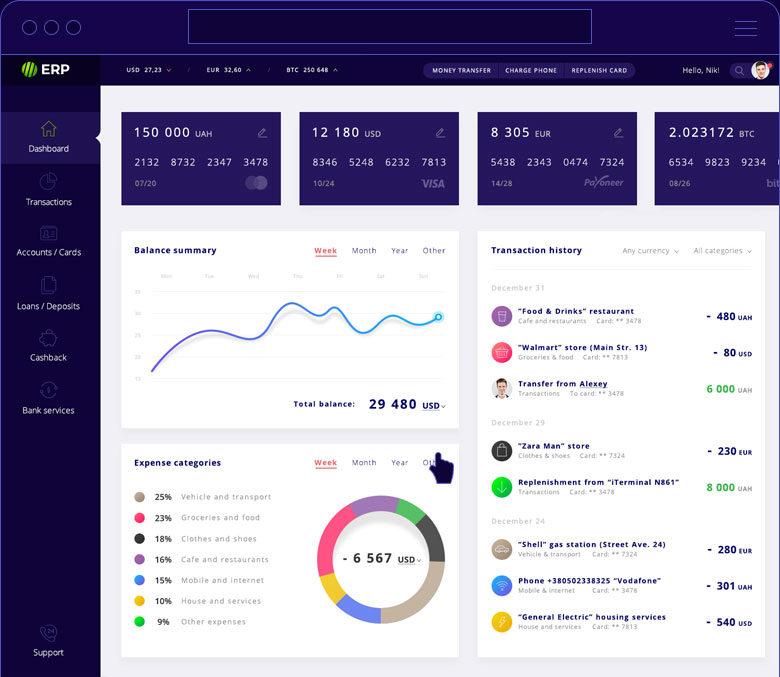 ERP
USD 27,23 / EUR 32,60 / BTC 250 648
MONEY TRANSFER CHARGE PHONE REPLENISH CARD
Hello, Nik!
Dashboard
Transactions
Accounts / Cards
Loans / Deposits
Cashback
Bank services
24
Support
150 000 UAH
2132 8732 2347 3478
07/20
12 180 USD
8346 5248 6232 7813
10/24 VISA
8 305 EUR
5438 2343 0474 7324
14/28 Payoneer
2.023172 BTC
6534 9823 9234
08/26 bit
Balance summary Week Month Year Other
Mon Tue Wed Thu Fri Sat Sun
35
30
25
20
15
Total balance: 29 480 USD
Expense categories Week Month Year Ot
25% Vehicle and transport
23% Groceries and food
18% Clothes and shoes
16% Cafe and restaurants
15% Mobile and internet
10% House and services
9% Other expenses
- 6 567 USD
Transaction history Any currency All categories
December 31
"Food & Drinks" restaurant - 480 UAH
Cafe and restaurants Card: ** 3478
"Walmart" store (Main Str. 13) - 80 USD
Groceries & food Card: ** 7813
Transfer from Alexey 6 000 UAH
Transactions To card: ** 3478
December 29
"Zara Man" store - 230 EUR
Clothes & shoes Card: ** 7324
Replenishment from "iTerminal N861" 8 000 UAH
Transactions Card: ** 3478
December 24
"Shell" gas station (Street Ave. 24) - 280 EUR
Vehicle & transport Card: ** 7324
Phone +380502338325 "Vodafone" - 301 UAH
Mobile & internet Card: ** 3478
"General Electric" housing services - 540 USD
House and services Card: ** 7813